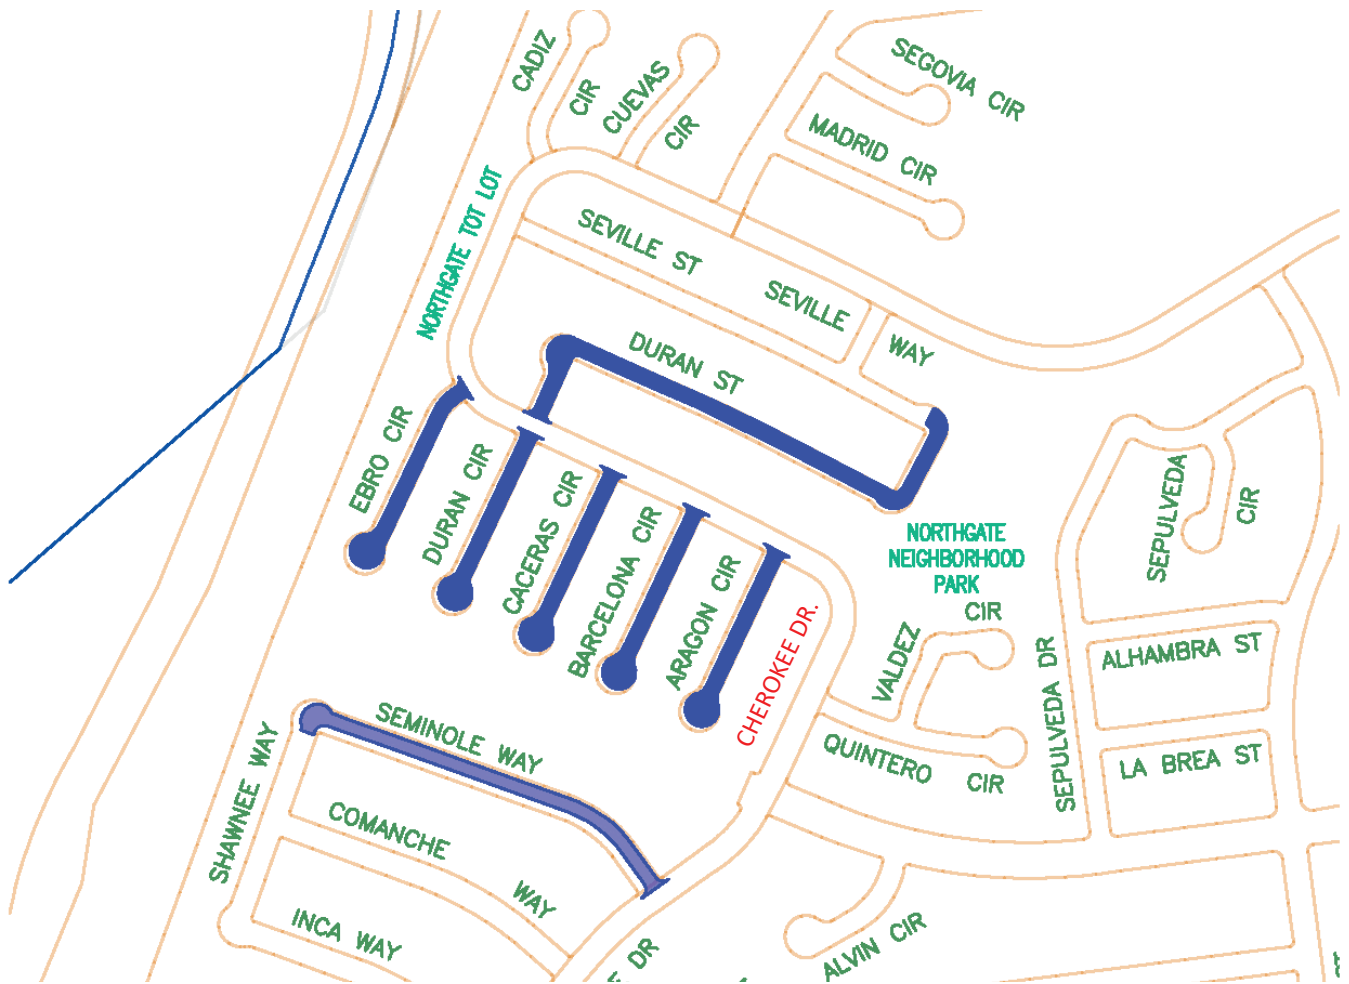 SEGOVIA CIR
CADIZ
CIR
CUEVAS
CIR
MADRID CIR
NORTHGATE TOT LOT
SEVILLE ST
SEVILLE
WAY
DURAN ST
EBRO CIR
DURAN CIR
CACERAS CIR
BARCELONA CIR
ARAGON CIR
CHEROKEE DR.
SEPULVEDA
CIR
NORTHGATE
NEIGHBORHOOD
PARK
VALDEZ
CIR
SEPULVEDA DR
ALHAMBRA ST
LA BREA ST
QUINTERO CIR
SEMINOLE WAY
SHAWNEE WAY
COMANCHE
WAY
INCA WAY
DR
ALVIN CIR